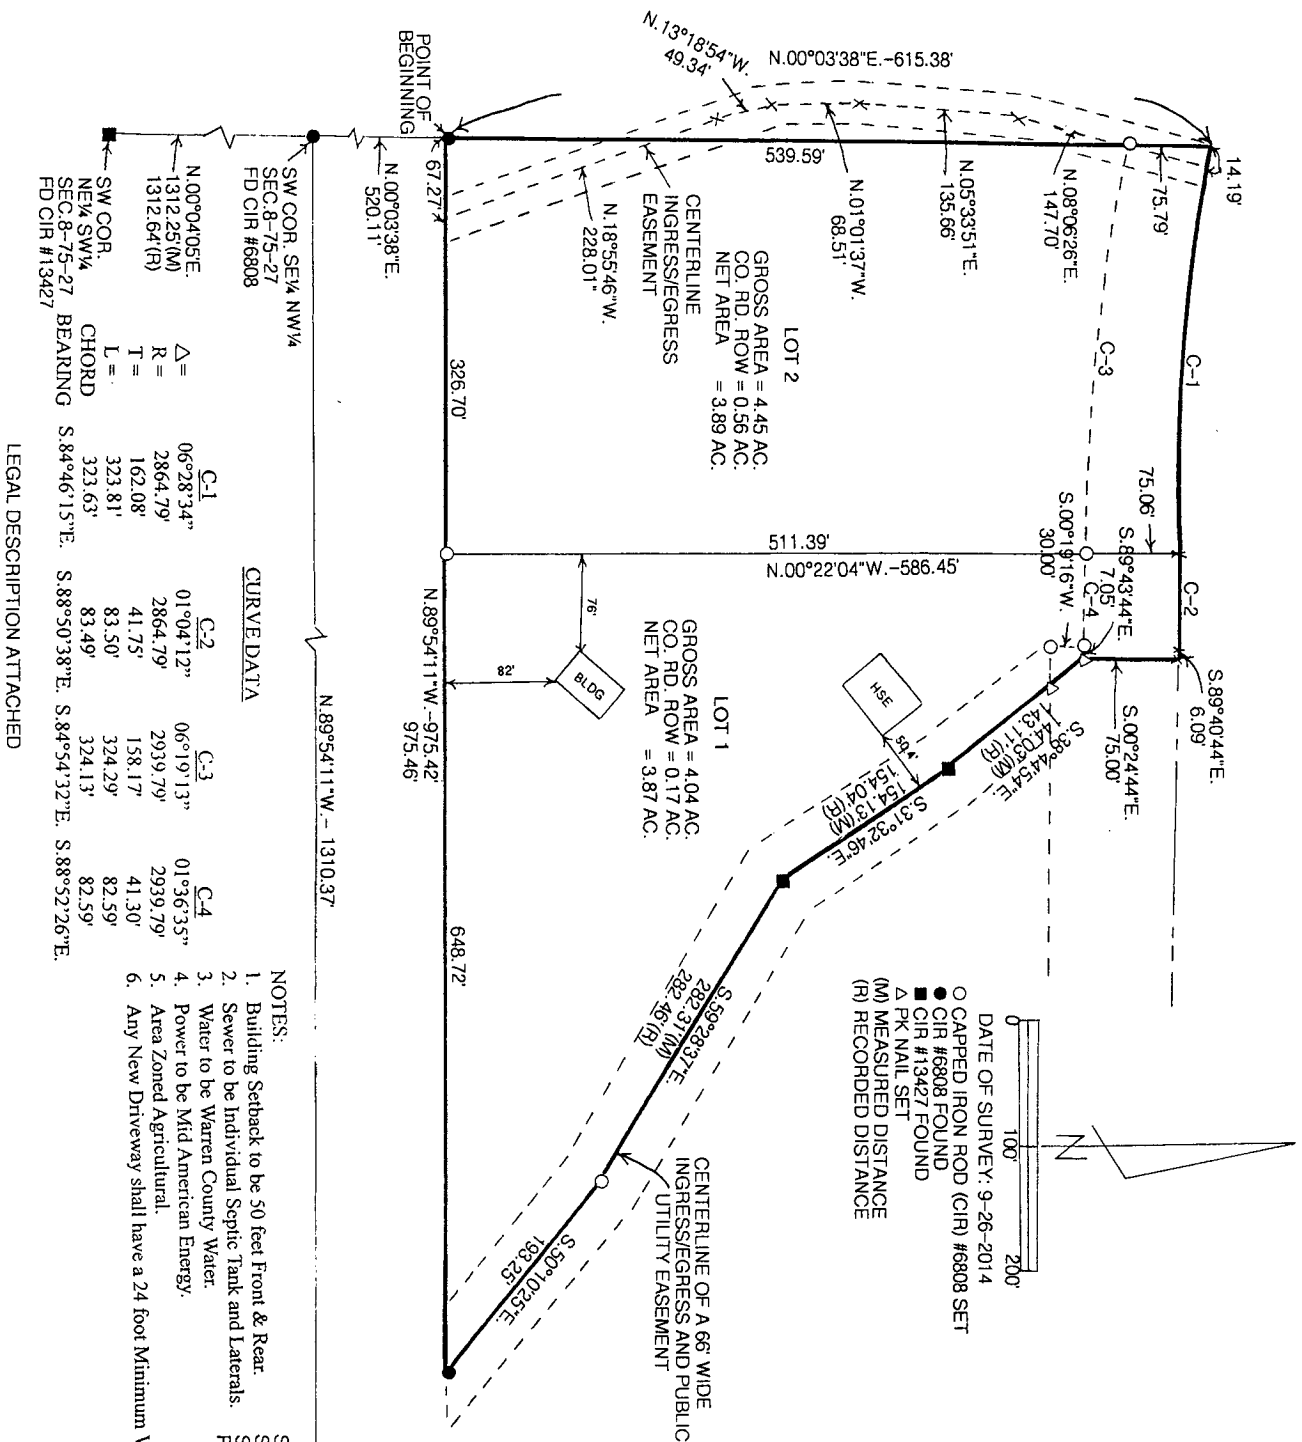 N.00°03'38"E.-615.38'
N.13°18'54"W.
49.34'
POINT OF
BEGINNING
539.59'
75.79'
14.19'
67.27'
N.08°06'26"E.
147.70'
N.05°33'51"E.
135.66'
N.01°01'37"W.
68.51'
N.18°55'46"W.
228.01"
CENTERLINE
INGRESS/EGRESS
EASEMENT
C-1
C-3
LOT 2
GROSS AREA = 4.45 AC.
CO. RD. ROW = 0.56 AC.
NET AREA = 3.89 AC.
326.70'
N.00°03'38"E.
520.11'
SW COR. SE¼ NW¼
SEC.8-75-27
FD CIR #6808
N.00°04'05"E.
1312.25'(M)
1312.64'(R)
SW COR.
NE¼ SW¼
SEC.8-75-27
FD CIR #13427
75.06'
511.39'
N.00°22'04"W.-586.45'
S.00°19'16"W.
30.00'
S.89°43'44"E.
7.05'
C-4
C-2
S.89°40'44"E.
6.09'
S.00°24'44"E.
75.00'
S.38°44'54"E.
144.03'(M)
143.11'(R)
HSE
50.4'
S.31°32'46"E.
154.13'(M)
154.04'(R)
76'
82'
BLDG
LOT 1
GROSS AREA = 4.04 AC.
CO. RD. ROW = 0.17 AC.
NET AREA = 3.87 AC.
N.89°54'11"W.-975.42'
975.46'
648.72'
S.59°28'37"E.
282.31'(M)
282.46'(R)
S.50°10'25"E.
193.25'
CENTERLINE OF A 66' WIDE
INGRESS/EGRESS AND PUBLIC
UTILITY EASEMENT
N.89°54'11"W.- 1310.37'
N
0 100' 200'
DATE OF SURVEY: 9-26-2014
○ CAPPED IRON ROD (CIR) #6808 SET
● CIR #6808 FOUND
■ CIR #13427 FOUND
△ PK NAIL SET
(M) MEASURED DISTANCE
(R) RECORDED DISTANCE
CURVE DATA
C-1 C-2 C-3 C-4
△= 06°28'34" 01°04'12" 06°19'13" 01°36'35"
R = 2864.79' 2864.79' 2939.79' 2939.79'
T = 162.08' 41.75' 158.17' 41.30'
L = 323.81' 83.50' 324.29' 82.59'
CHORD 323.63' 83.49' 324.13' 82.59'
BEARING S.84°46'15"E. S.88°50'38"E. S.84°54'32"E. S.88°52'26"E.
LEGAL DESCRIPTION ATTACHED
NOTES:
1. Building Setback to be 50 feet Front & Rear.
2. Sewer to be Individual Septic Tank and Laterals.
3. Water to be Warren County Water.
4. Power to be Mid American Energy.
5. Area Zoned Agricultural.
6. Any New Driveway shall have a 24 foot Minimum